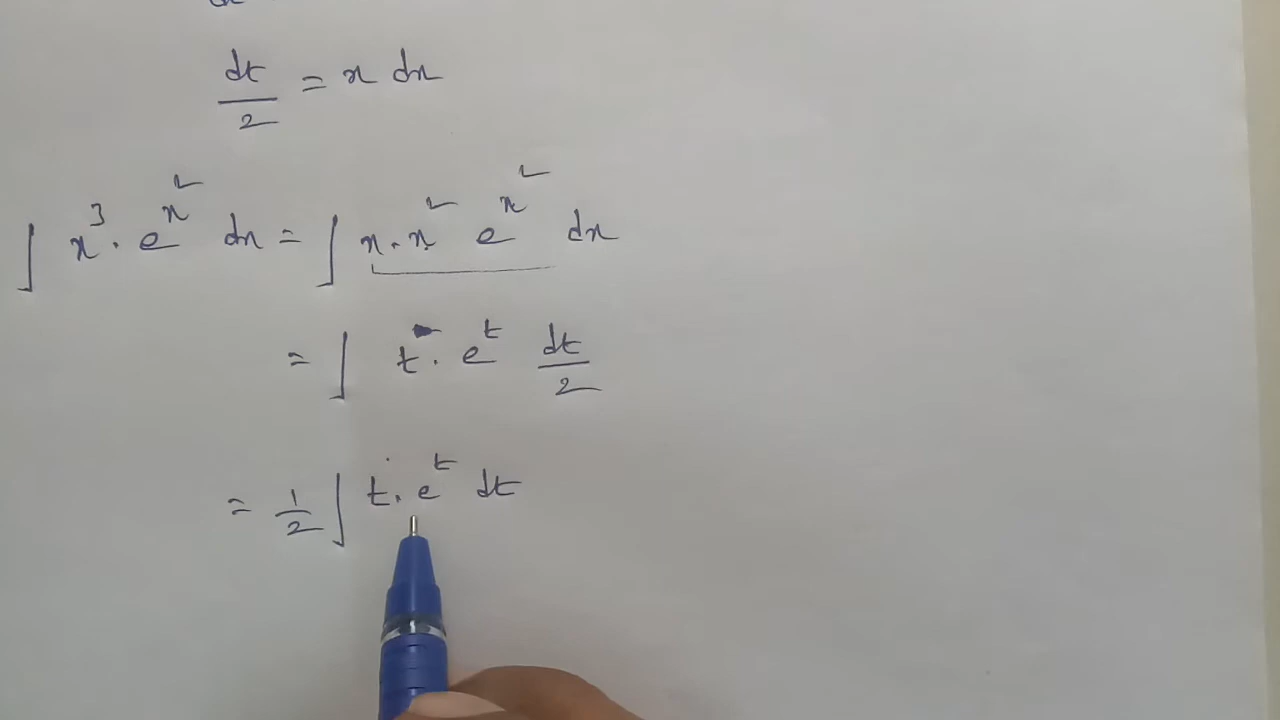 dt/2 = x dx
∫ x³ · e^x² dx = ∫ x · x² e^x² dx
= ∫ t · e^t dt/2
= 1/2 ∫ t · e^t dt